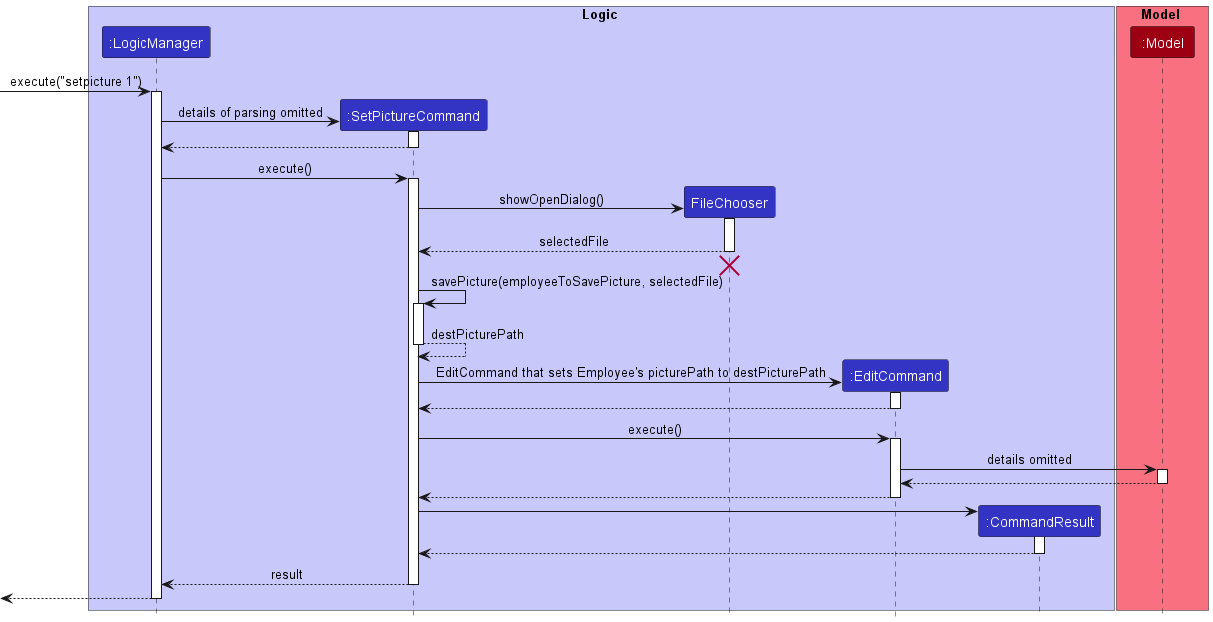 Logic
Model
:LogicManager
:Model
execute("setpicture 1")
details of parsing omitted
:SetPictureCommand
execute()
showOpenDialog()
FileChooser
selectedFile
savePicture(employeeToSavePicture, selectedFile)
destPicturePath
EditCommand that sets Employee's picturePath to destPicturePath
:EditCommand
execute()
details omitted
:CommandResult
result